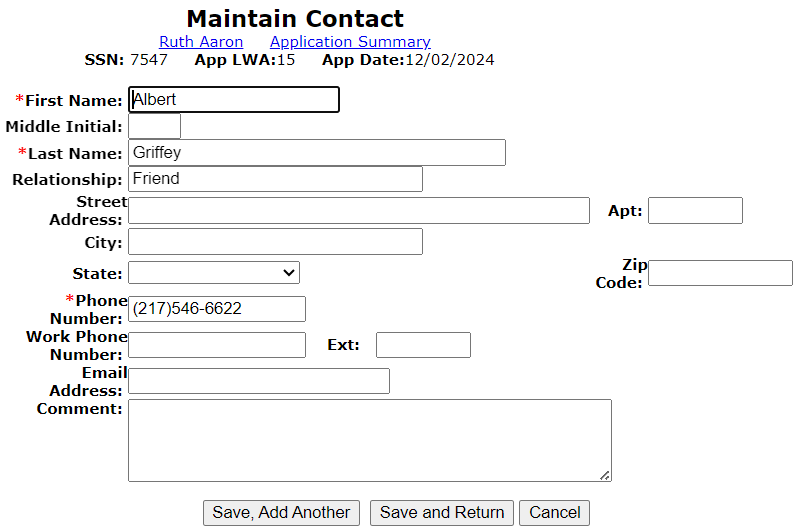 Maintain Contact
Ruth Aaron Application Summary
SSN: 7547 App LWA:15 App Date:12/02/2024
*First Name: Albert
Middle Initial:
*Last Name: Griffey
Relationship: Friend
Street Address: Apt:
City:
State: Zip Code:
*Phone Number: (217)546-6622
Work Phone Number: Ext:
Email Address:
Comment:
Save, Add Another Save and Return Cancel